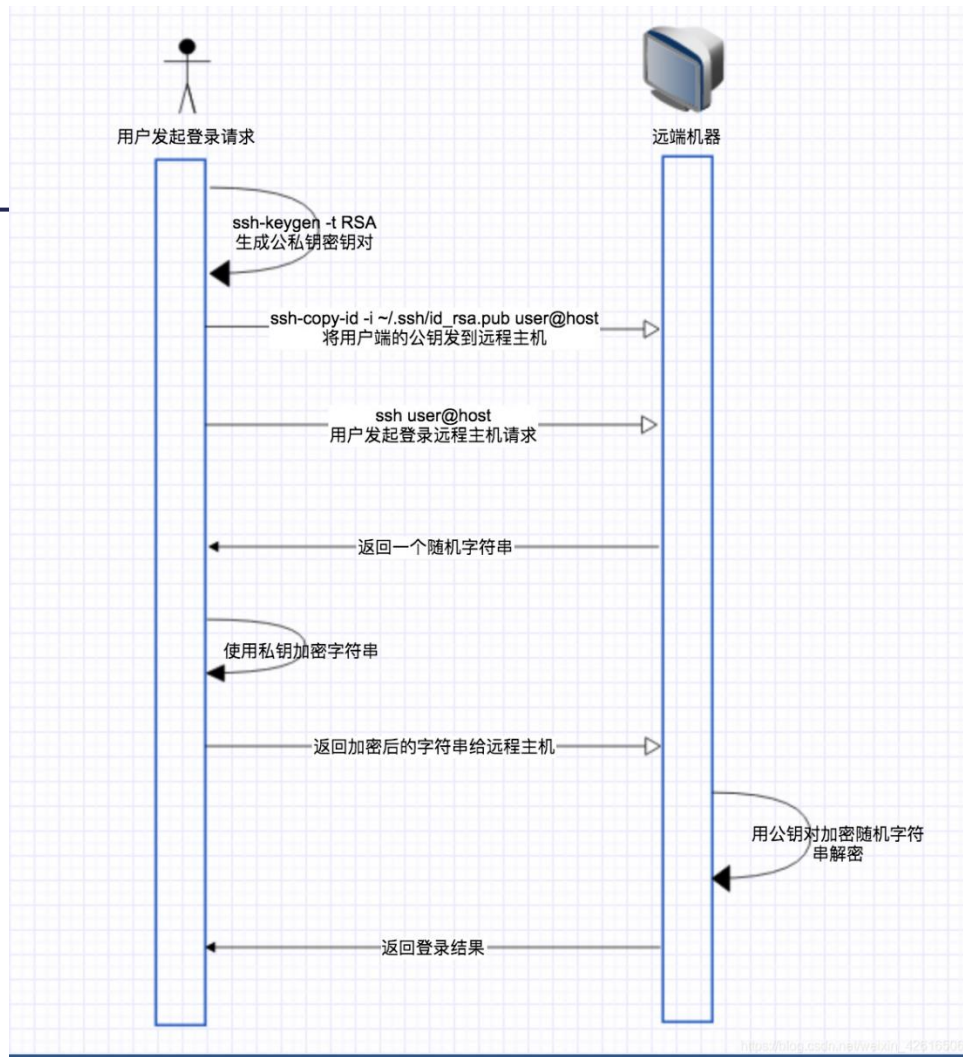 用户发起登录请求
远端机器
ssh-keygen -t RSA
生成公私钥密钥对
ssh-copy-id -i ~/.ssh/id_rsa.pub user@host
将用户端的公钥发到远程主机
ssh user@host
用户发起登录远程主机请求
返回一个随机字符串
使用私钥加密字符串
返回加密后的字符串给远程主机
用公钥对加密随机字符
串解密
返回登录结果